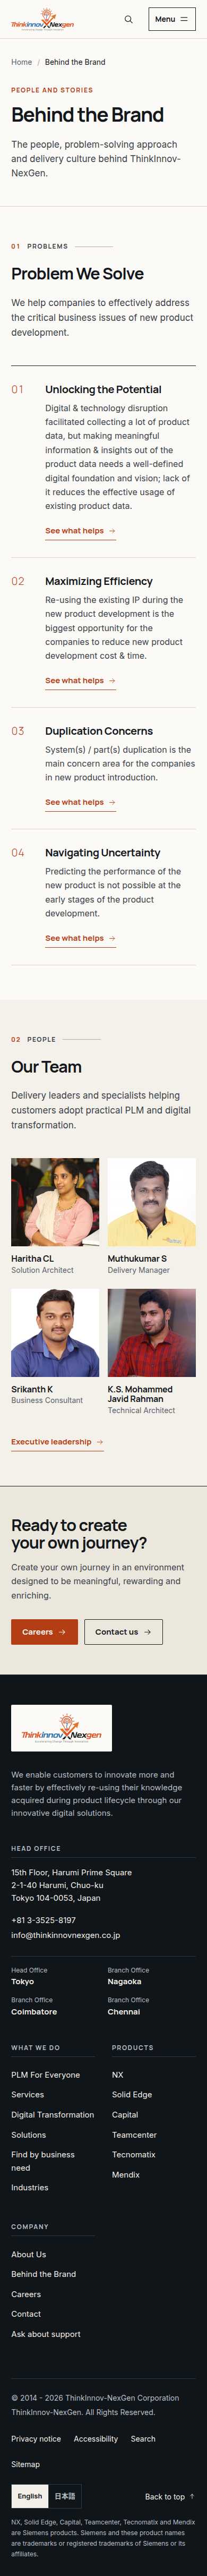 ThinkInnovNexgen
Menu
Home / Behind the Brand
PEOPLE AND STORIES
Behind the Brand
The people, problem-solving approach
and delivery culture behind ThinkInnov-
NexGen.
01 PROBLEMS
Problem We Solve
We help companies to effectively address
the critical business issues of new product
development.
01
Unlocking the Potential
Digital & technology disruption
facilitated collecting a lot of product
data, but making meaningful
information & insights out of the
product data needs a well-defined
digital foundation and vision; lack of
it reduces the effective usage of
existing product data.
See what helps →
02
Maximizing Efficiency
Re-using the existing IP during the
new product development is the
biggest opportunity for the
companies to reduce new product
development cost & time.
See what helps →
03
Duplication Concerns
System(s) / part(s) duplication is the
main concern area for the companies
in new product introduction.
See what helps →
04
Navigating Uncertainty
Predicting the performance of the
new product is not possible at the
early stages of the product
development.
See what helps →
02 PEOPLE
Our Team
Delivery leaders and specialists helping
customers adopt practical PLM and digital
transformation.
Haritha CL
Solution Architect
Muthukumar S
Delivery Manager
Srikanth K
Business Consultant
K.S. Mohammed
Javid Rahman
Technical Architect
Executive leadership →
Ready to create
your own journey?
Create your own journey in an environment
designed to be meaningful, rewarding and
enriching.
Careers →
Contact us →
ThinkInnovNexgen
We enable customers to innovate more and
faster by effectively re-using their knowledge
acquired during product lifecycle through our
innovative digital solutions.
HEAD OFFICE
15th Floor, Harumi Prime Square
2-1-40 Harumi, Chuo-ku
Tokyo 104-0053, Japan
+81 3-3525-8197
info@thinkinnovnexgen.co.jp
Head Office
Tokyo
Branch Office
Nagaoka
Branch Office
Coimbatore
Branch Office
Chennai
WHAT WE DO
PLM For Everyone
Services
Digital Transformation
Solutions
Find by business
need
Industries
PRODUCTS
NX
Solid Edge
Capital
Teamcenter
Tecnomatix
Mendix
COMPANY
About Us
Behind the Brand
Careers
Contact
Ask about support
© 2014 - 2026 ThinkInnov-NexGen Corporation
ThinkInnov-NexGen. All Rights Reserved.
Privacy notice Accessibility Search
Sitemap
English 日本語
Back to top ↑
NX, Solid Edge, Capital, Teamcenter, Tecnomatix and Mendix
are Siemens products. Siemens and these product names
are trademarks or registered trademarks of Siemens or its
affiliates.